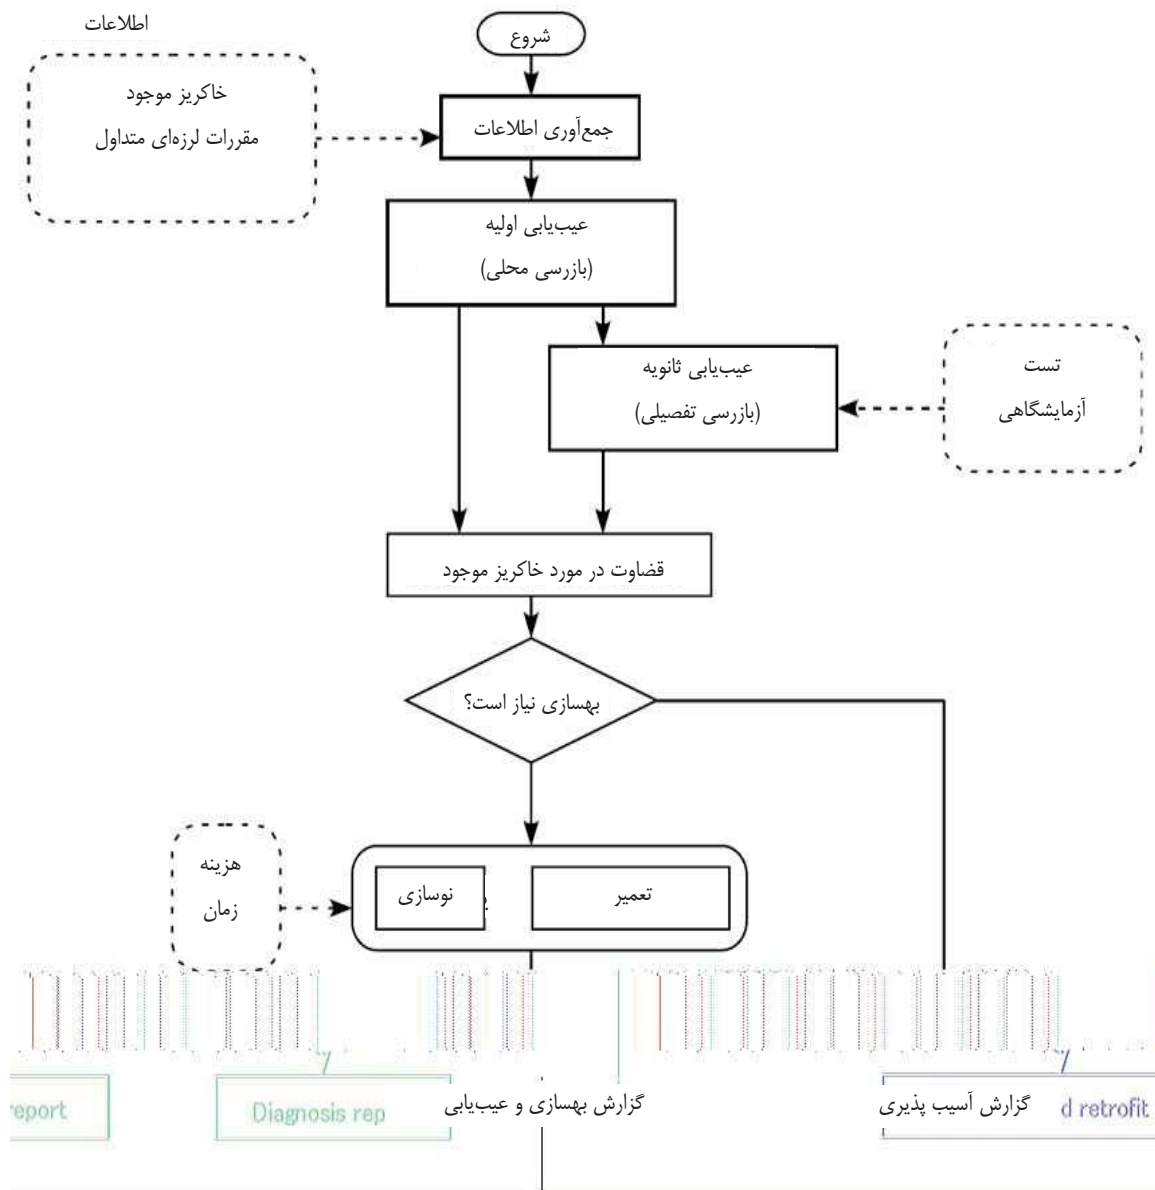 اطلاعات
شروع
خاکریز موجود
مقررات لرزه‌ای متداول
جمع‌آوری اطلاعات
عیب‌یابی اولیه
(بازرسی محلی)
عیب‌یابی ثانویه
(بازرسی تفصیلی)
تست
آزمایشگاهی
قضاوت در مورد خاکریز موجود
بهسازی نیاز است؟
هزینه
زمان
تعمیر
نوسازی
report
Diagnosis rep
گزارش بهسازی و عیب‌یابی
گزارش آسیب پذیری
d retrofit